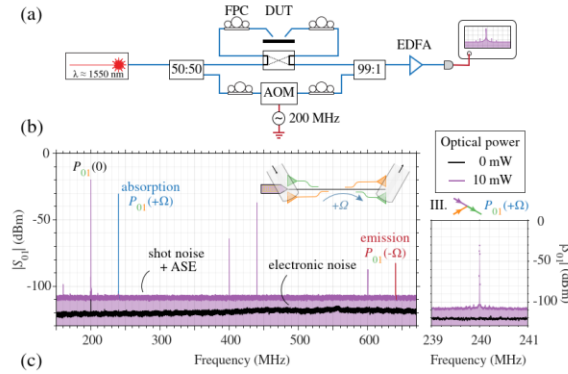 (a)
FPC DUT
EDFA
λ ≈ 1550 nm
50:50
99:1
AOM
200 MHz
(b)
Optical power
0 mW
10 mW
P01(0)
absorption
P01(+Ω)
+Ω
shot noise
+ ASE
electronic noise
emission
P01(-Ω)
|S01| (dBm)
0
-50
-100
200 300 400 500 600
Frequency (MHz)
III. P01(+Ω)
0
-50
-100
|S01| (dBm)
239 240 241
Frequency (MHz)
(c)